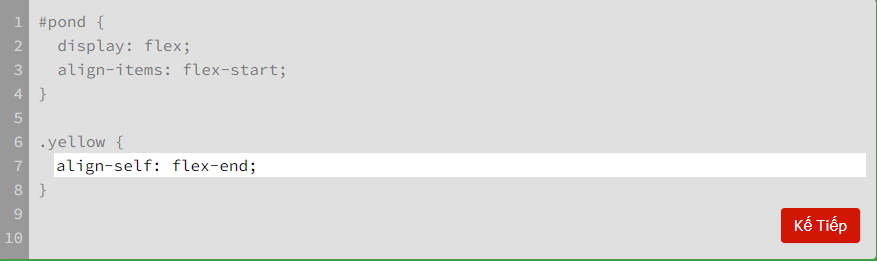 1 #pond {
2   display: flex;
3   align-items: flex-start;
4 }
5
6 .yellow {
7   align-self: flex-end;
8 }
9
Kế Tiếp
10